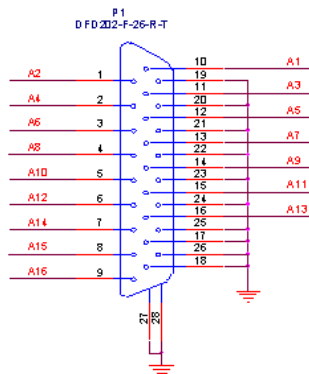 P1
DFD202-F-26-R-T
10 A1
A2 1 19
11 A3
A4 2 20
12 A5
A6 3 21
13 A7
A8 4 22
14 A9
A10 5 23
15 A11
A12 6 24
16 A13
A14 7 25
17
A15 8 26
18
A16 9
27 28